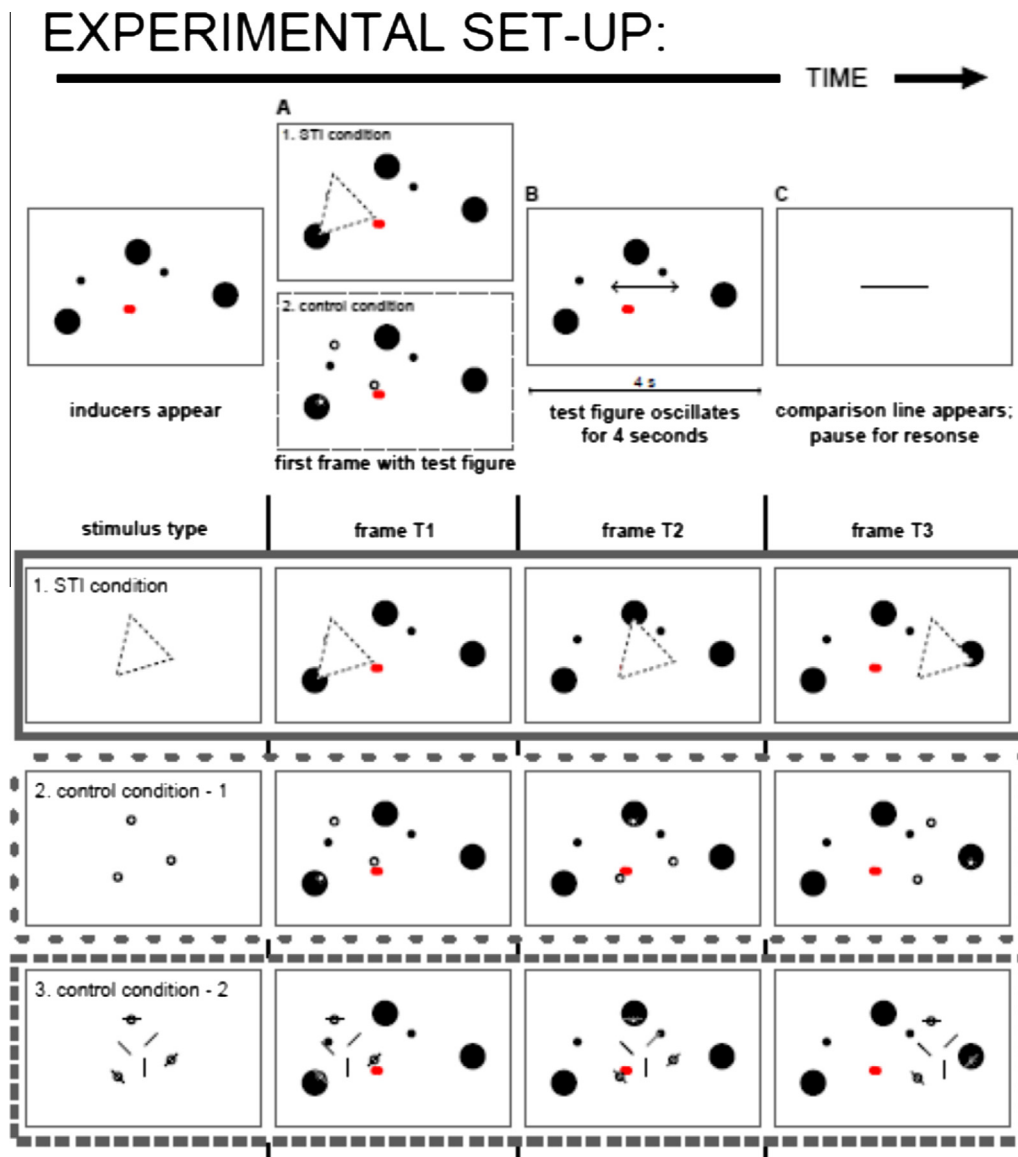 EXPERIMENTAL SET-UP:
TIME
A
1. STI condition
B
C
2. control condition
4 s
inducers appear
first frame with test figure
test figure oscillates
for 4 seconds
comparison line appears;
pause for resonse
stimulus type
frame T1
frame T2
frame T3
1. STI condition
2. control condition - 1
3. control condition - 2